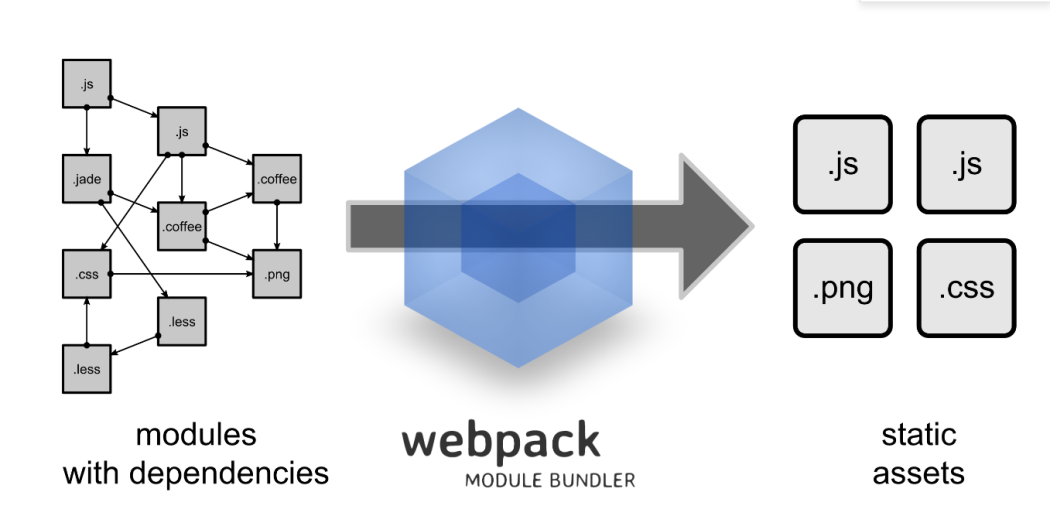 .js
.js
.jade
.coffee
.coffee
.css
.png
.less
.less
modules
with dependencies
webpack
MODULE BUNDLER
.js
.js
.png
.css
static
assets